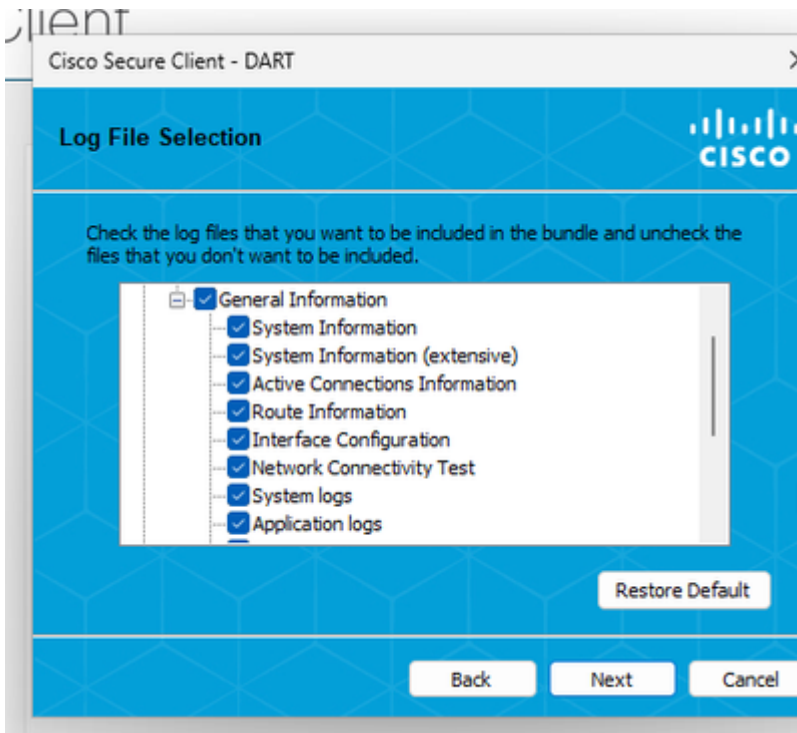 Client
Cisco Secure Client - DART
Log File Selection
CISCO
Check the log files that you want to be included in the bundle and uncheck the
files that you don't want to be included.
General Information
System Information
System Information (extensive)
Active Connections Information
Route Information
Interface Configuration
Network Connectivity Test
System logs
Application logs
Restore Default
Back
Next
Cancel